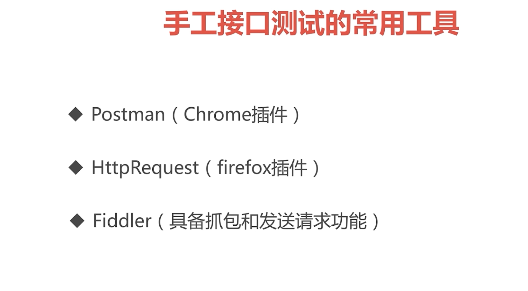 手工接口测试的常用工具
◆ Postman（Chrome插件）
◆ HttpRequest（firefox插件）
◆ Fiddler（具备抓包和发送请求功能）